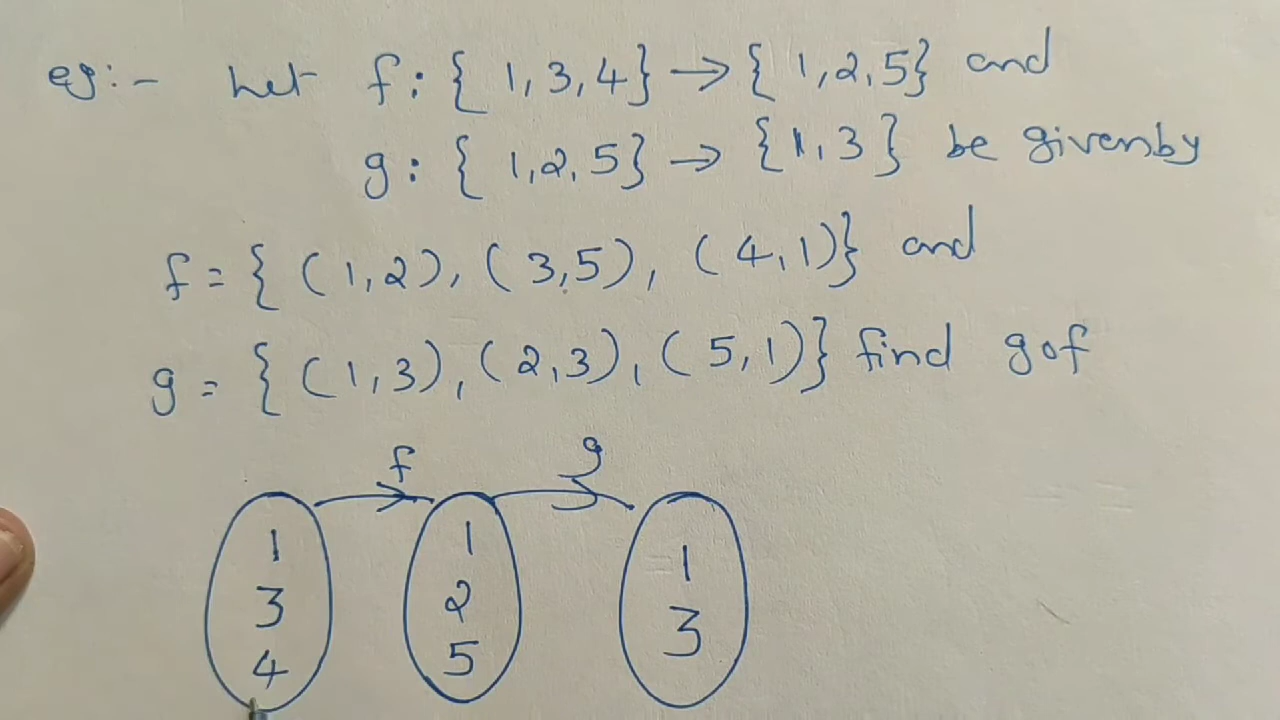 eg:- Let f: { 1, 3, 4} → { 1, 2, 5} and
g: { 1, 2, 5} → {1, 3 } be given by
f = { (1, 2), (3, 5), (4, 1)} and
g = { (1, 3), (2, 3), (5, 1)} find gof
f g
1 1 1
3 2 3
4 5